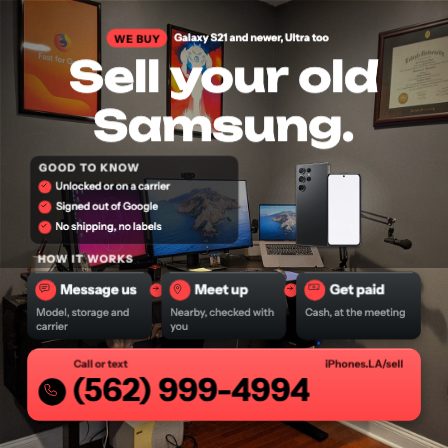 WE BUY Galaxy S21 and newer, Ultra too
Sell your old
Samsung.
GOOD TO KNOW
Unlocked or on a carrier
Signed out of Google
No shipping, no labels
HOW IT WORKS
Message us
Model, storage and
carrier
Meet up
Nearby, checked with
you
Get paid
Cash, at the meeting
Call or text
iPhones.LA/sell
(562) 999-4994